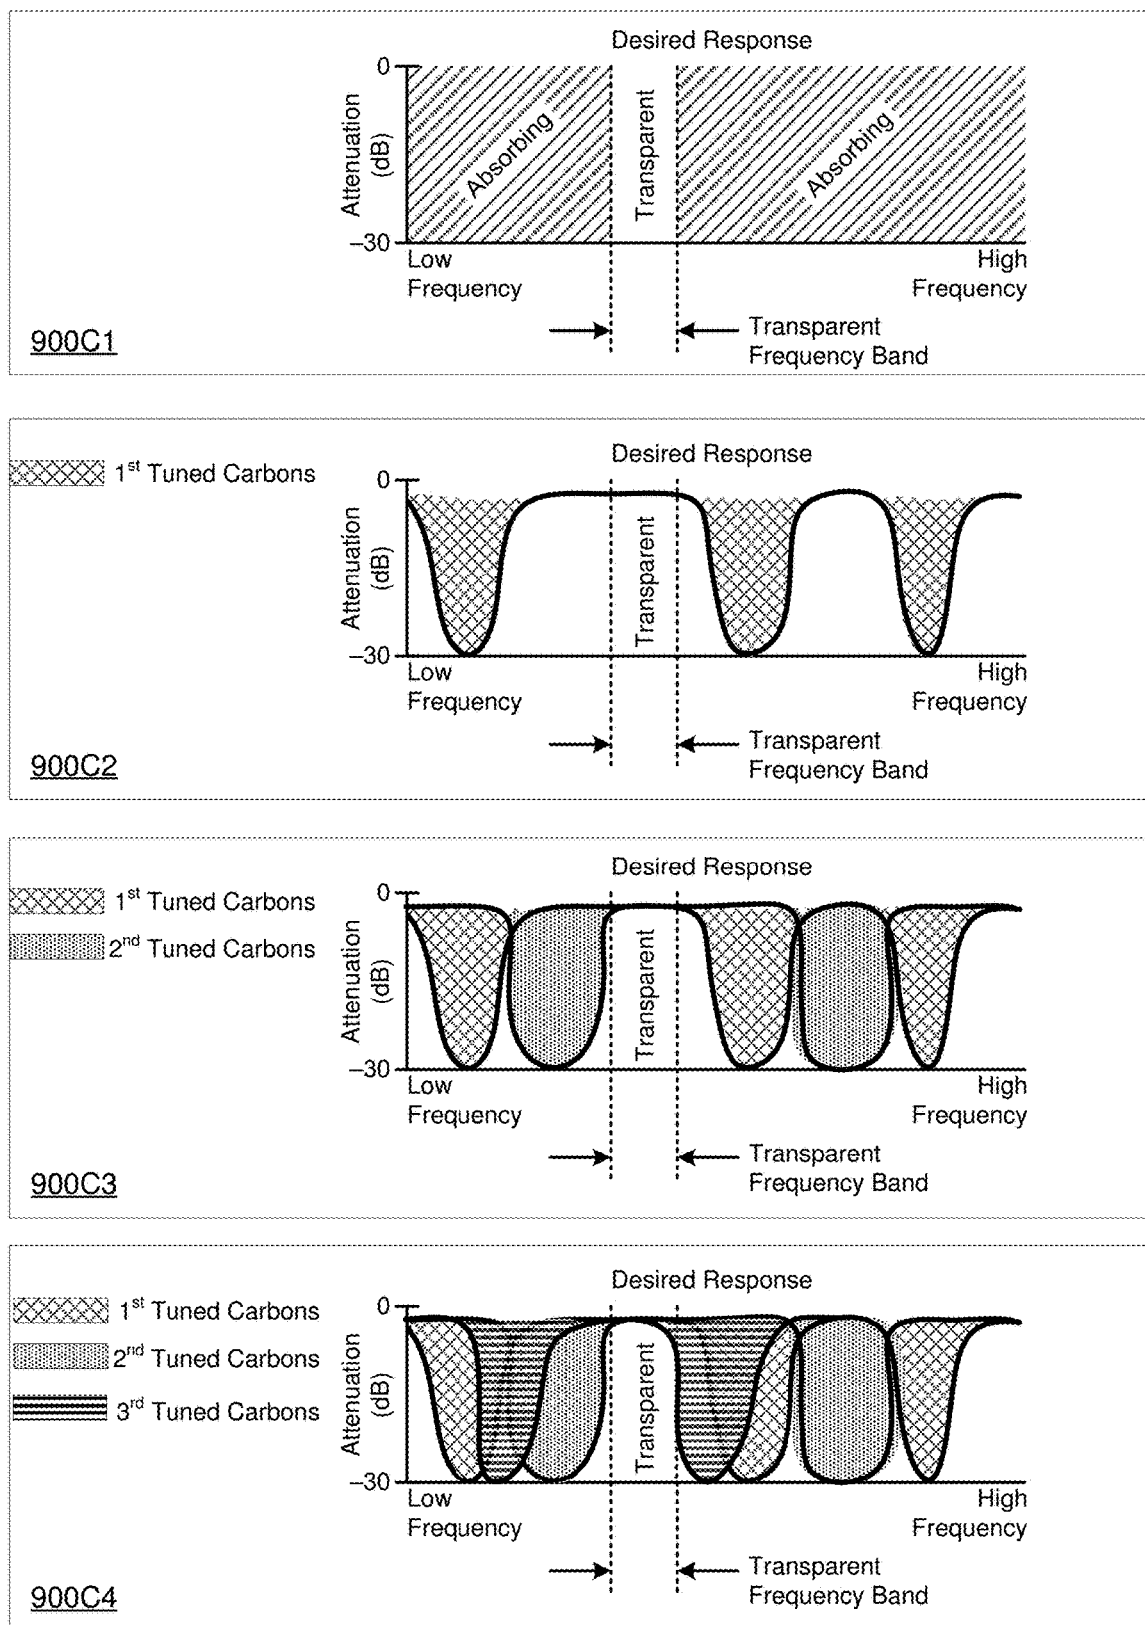 Desired Response
0
Attenuation
(dB)
Absorbing
Transparent
Absorbing
–30
Low
Frequency
High
Frequency
Transparent
Frequency Band
900C1
1st Tuned Carbons
Desired Response
0
Attenuation
(dB)
Transparent
–30
Low
Frequency
High
Frequency
Transparent
Frequency Band
900C2
1st Tuned Carbons
2nd Tuned Carbons
Desired Response
0
Attenuation
(dB)
Transparent
–30
Low
Frequency
High
Frequency
Transparent
Frequency Band
900C3
1st Tuned Carbons
2nd Tuned Carbons
3rd Tuned Carbons
Desired Response
0
Attenuation
(dB)
Transparent
–30
Low
Frequency
High
Frequency
Transparent
Frequency Band
900C4